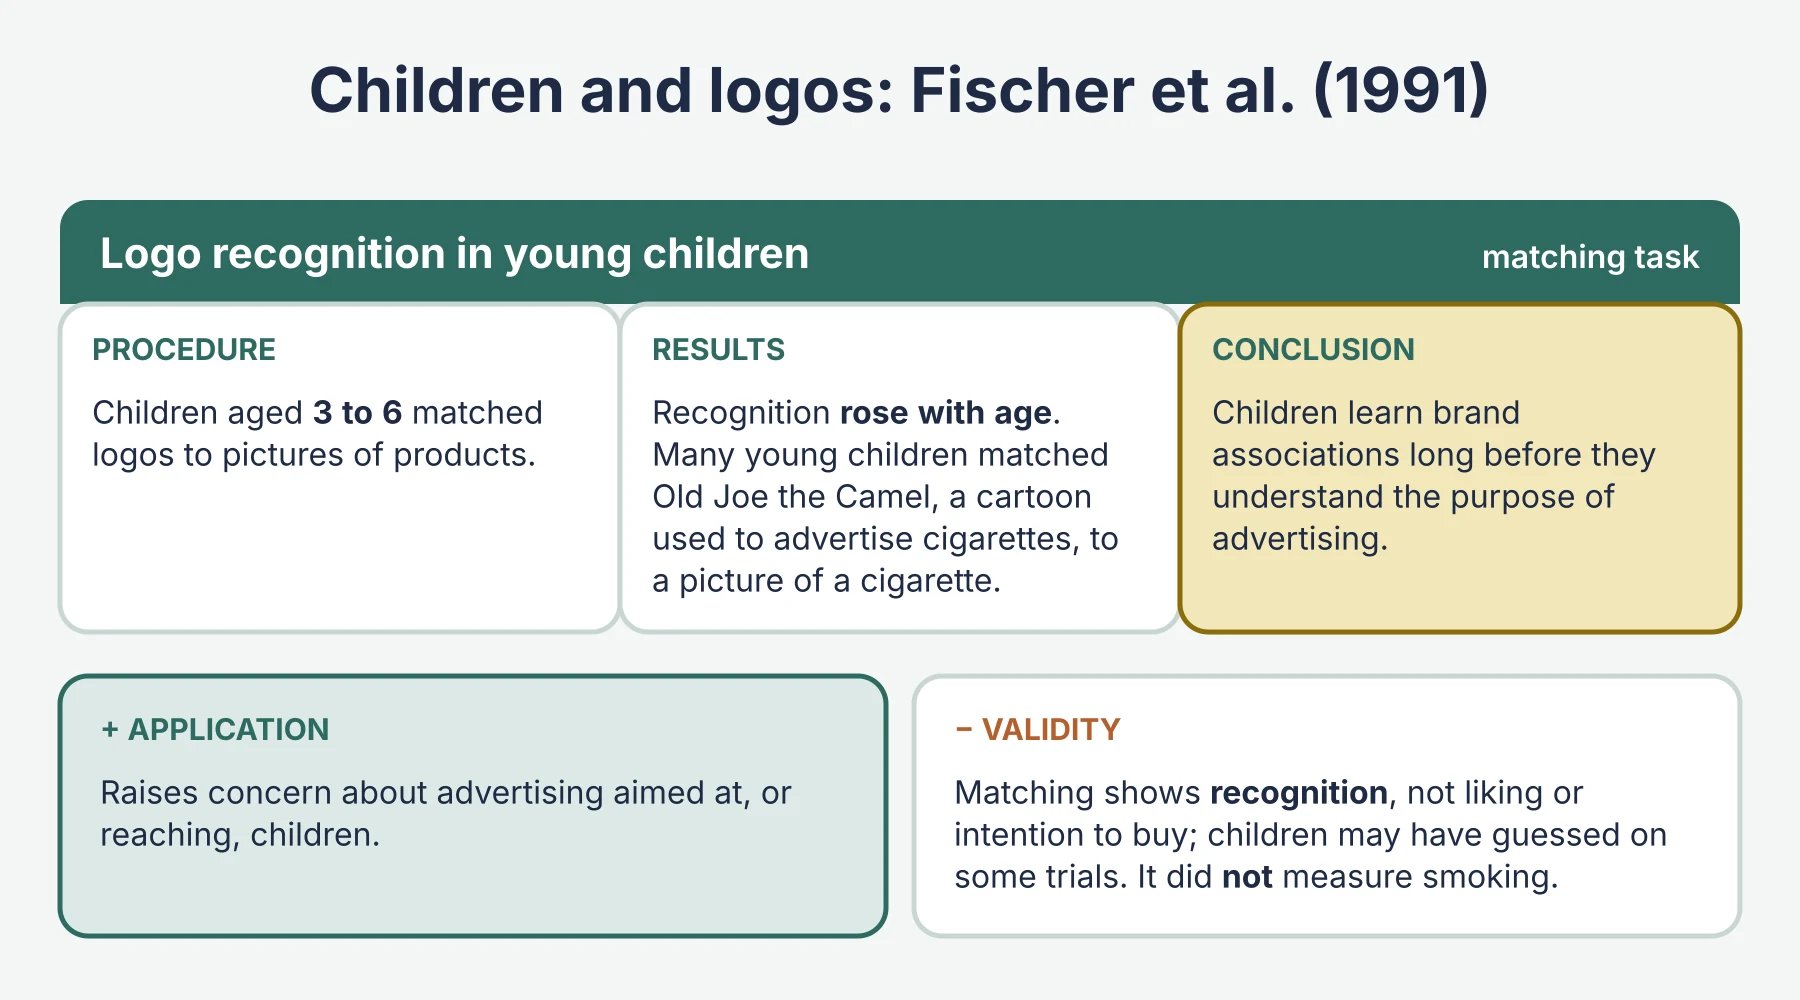 Children and logos: Fischer et al. (1991)
Logo recognition in young children
matching task
PROCEDURE
Children aged 3 to 6 matched
logos to pictures of products.
RESULTS
Recognition rose with age.
Many young children matched
Old Joe the Camel, a cartoon
used to advertise cigarettes, to
a picture of a cigarette.
CONCLUSION
Children learn brand
associations long before they
understand the purpose of
advertising.
+ APPLICATION
Raises concern about advertising aimed at, or
reaching, children.
− VALIDITY
Matching shows recognition, not liking or
intention to buy; children may have guessed on
some trials. It did not measure smoking.